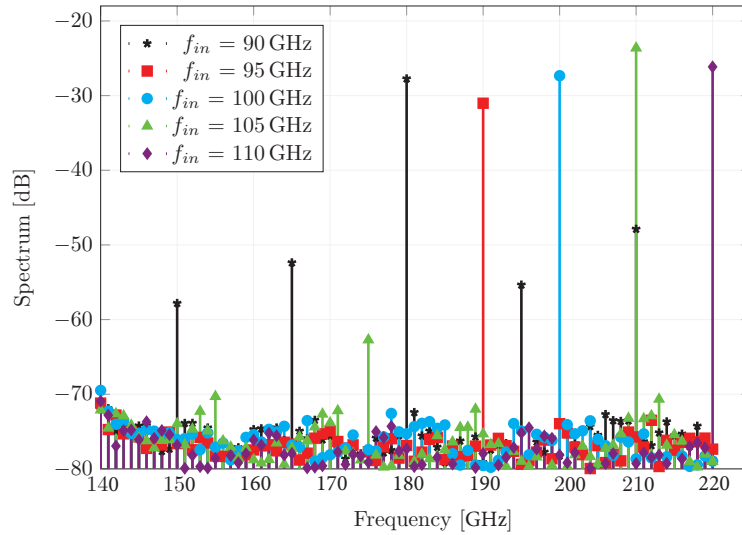 −20
−30
−40
−50
−60
−70
−80
Spectrum [dB]
f_in = 90 GHz
f_in = 95 GHz
f_in = 100 GHz
f_in = 105 GHz
f_in = 110 GHz
140 150 160 170 180 190 200 210 220
Frequency [GHz]